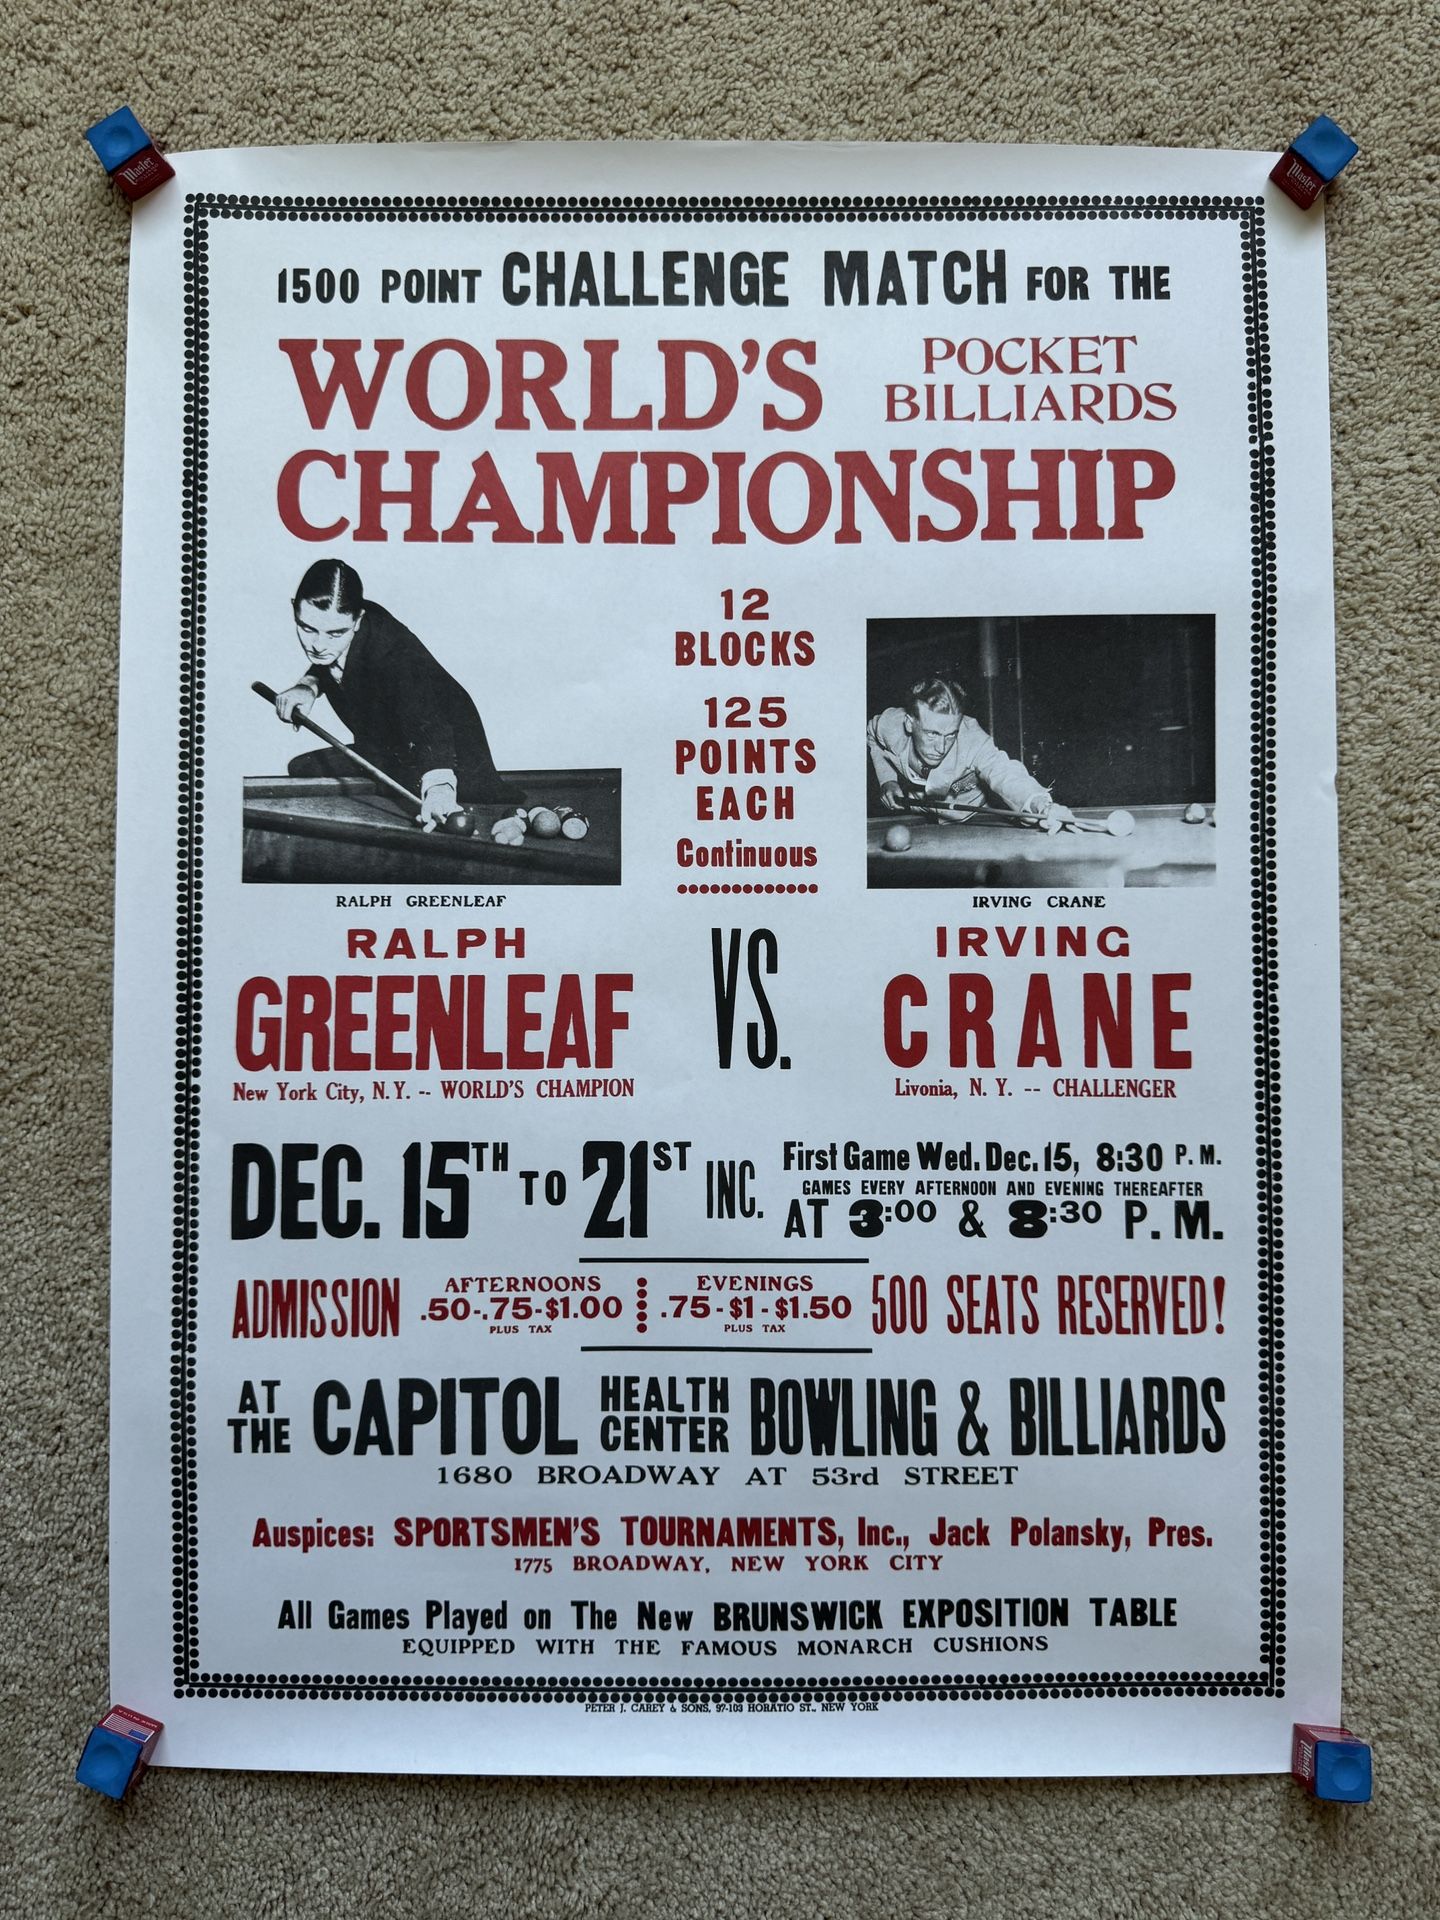 1500 POINT CHALLENGE MATCH FOR THE
WORLD'S POCKET BILLIARDS
CHAMPIONSHIP
12
BLOCKS
125
POINTS
EACH
Continuous
RALPH GREENLEAF
IRVING CRANE
RALPH
GREENLEAF
New York City, N.Y. -- WORLD'S CHAMPION
VS.
IRVING
CRANE
Livonia, N. Y. -- CHALLENGER
DEC. 15TH TO 21ST INC.
First Game Wed. Dec. 15, 8:30 P. M.
GAMES EVERY AFTERNOON AND EVENING THEREAFTER
AT 3:00 & 8:30 P. M.
ADMISSION
AFTERNOONS
.50-.75-$1.00
PLUS TAX
EVENINGS
.75-$1-$1.50
PLUS TAX
500 SEATS RESERVED!
AT THE CAPITOL HEALTH CENTER BOWLING & BILLIARDS
1680 BROADWAY AT 53rd STREET
Auspices: SPORTSMEN'S TOURNAMENTS, Inc., Jack Polansky, Pres.
1775 BROADWAY, NEW YORK CITY
All Games Played on The New BRUNSWICK EXPOSITION TABLE
EQUIPPED WITH THE FAMOUS MONARCH CUSHIONS
PETER J. CAREY & SONS, 97-103 HORATIO ST., NEW YORK
Master
Master
MADE IN U.S.A.
Master